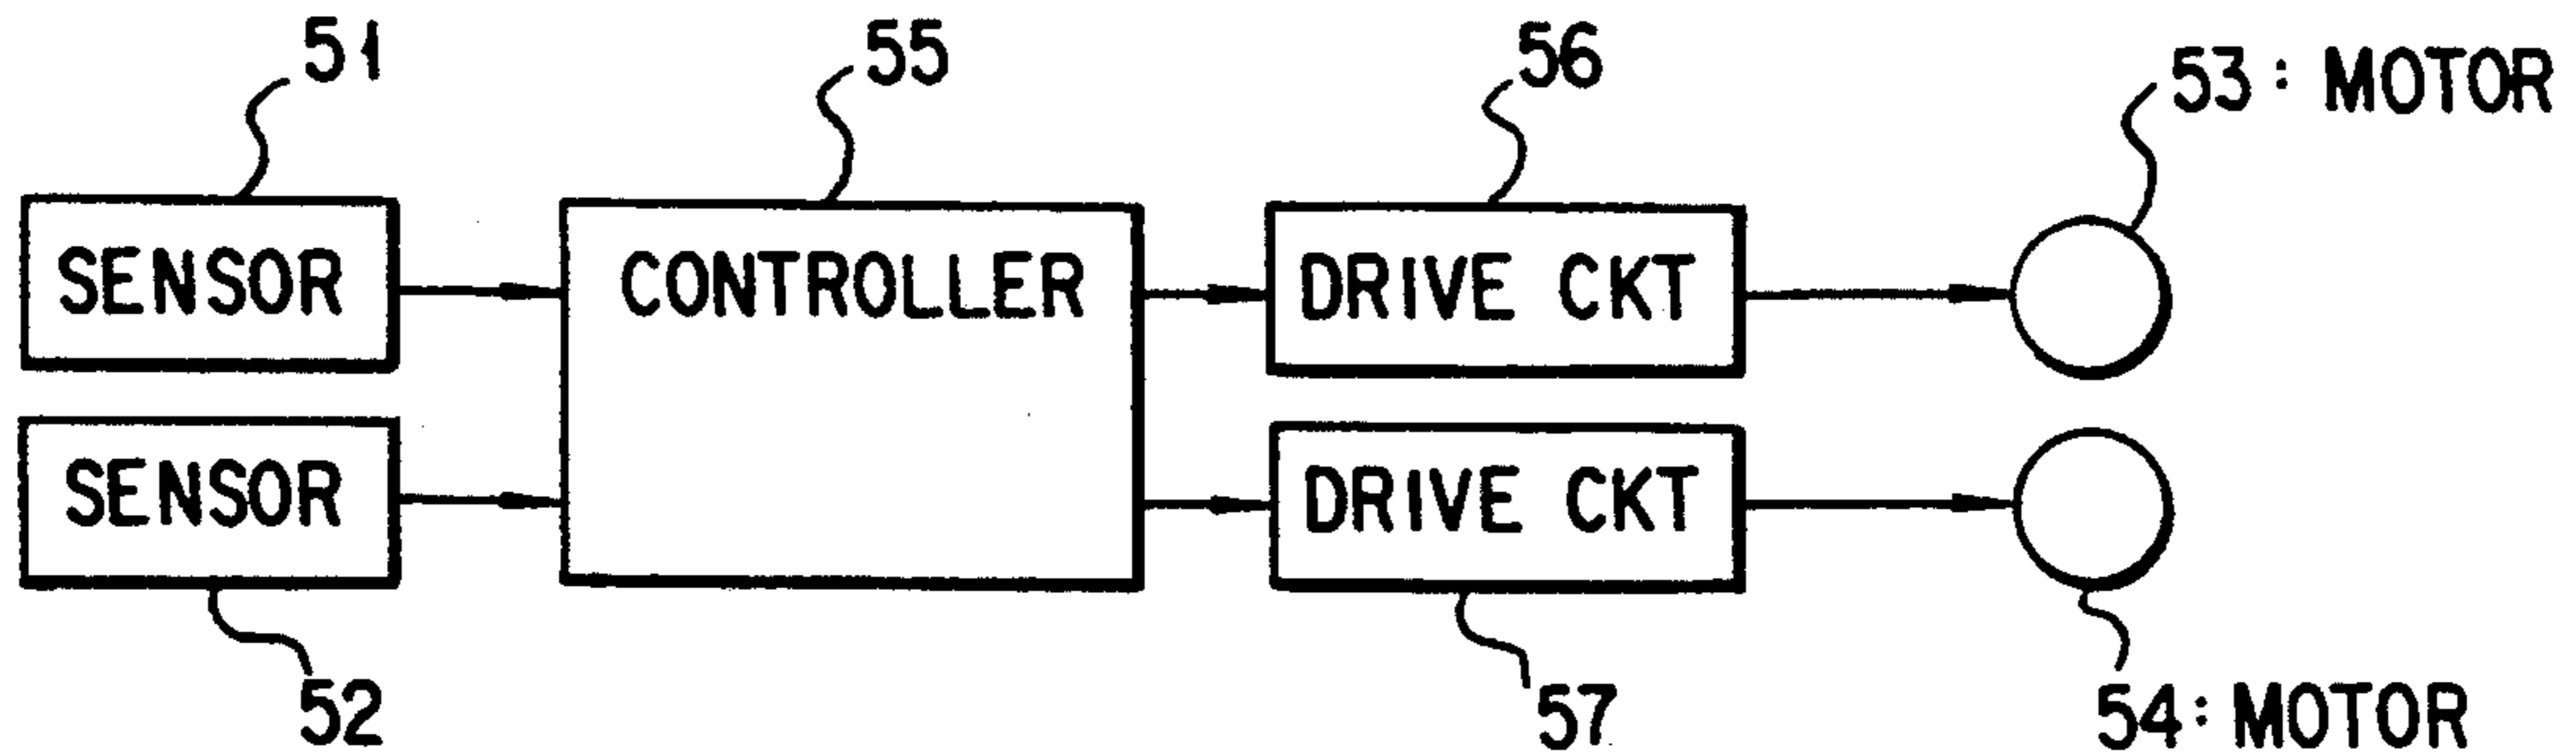 51
55
56
53: MOTOR
SENSOR
CONTROLLER
DRIVE CKT
SENSOR
DRIVE CKT
52
57
54: MOTOR